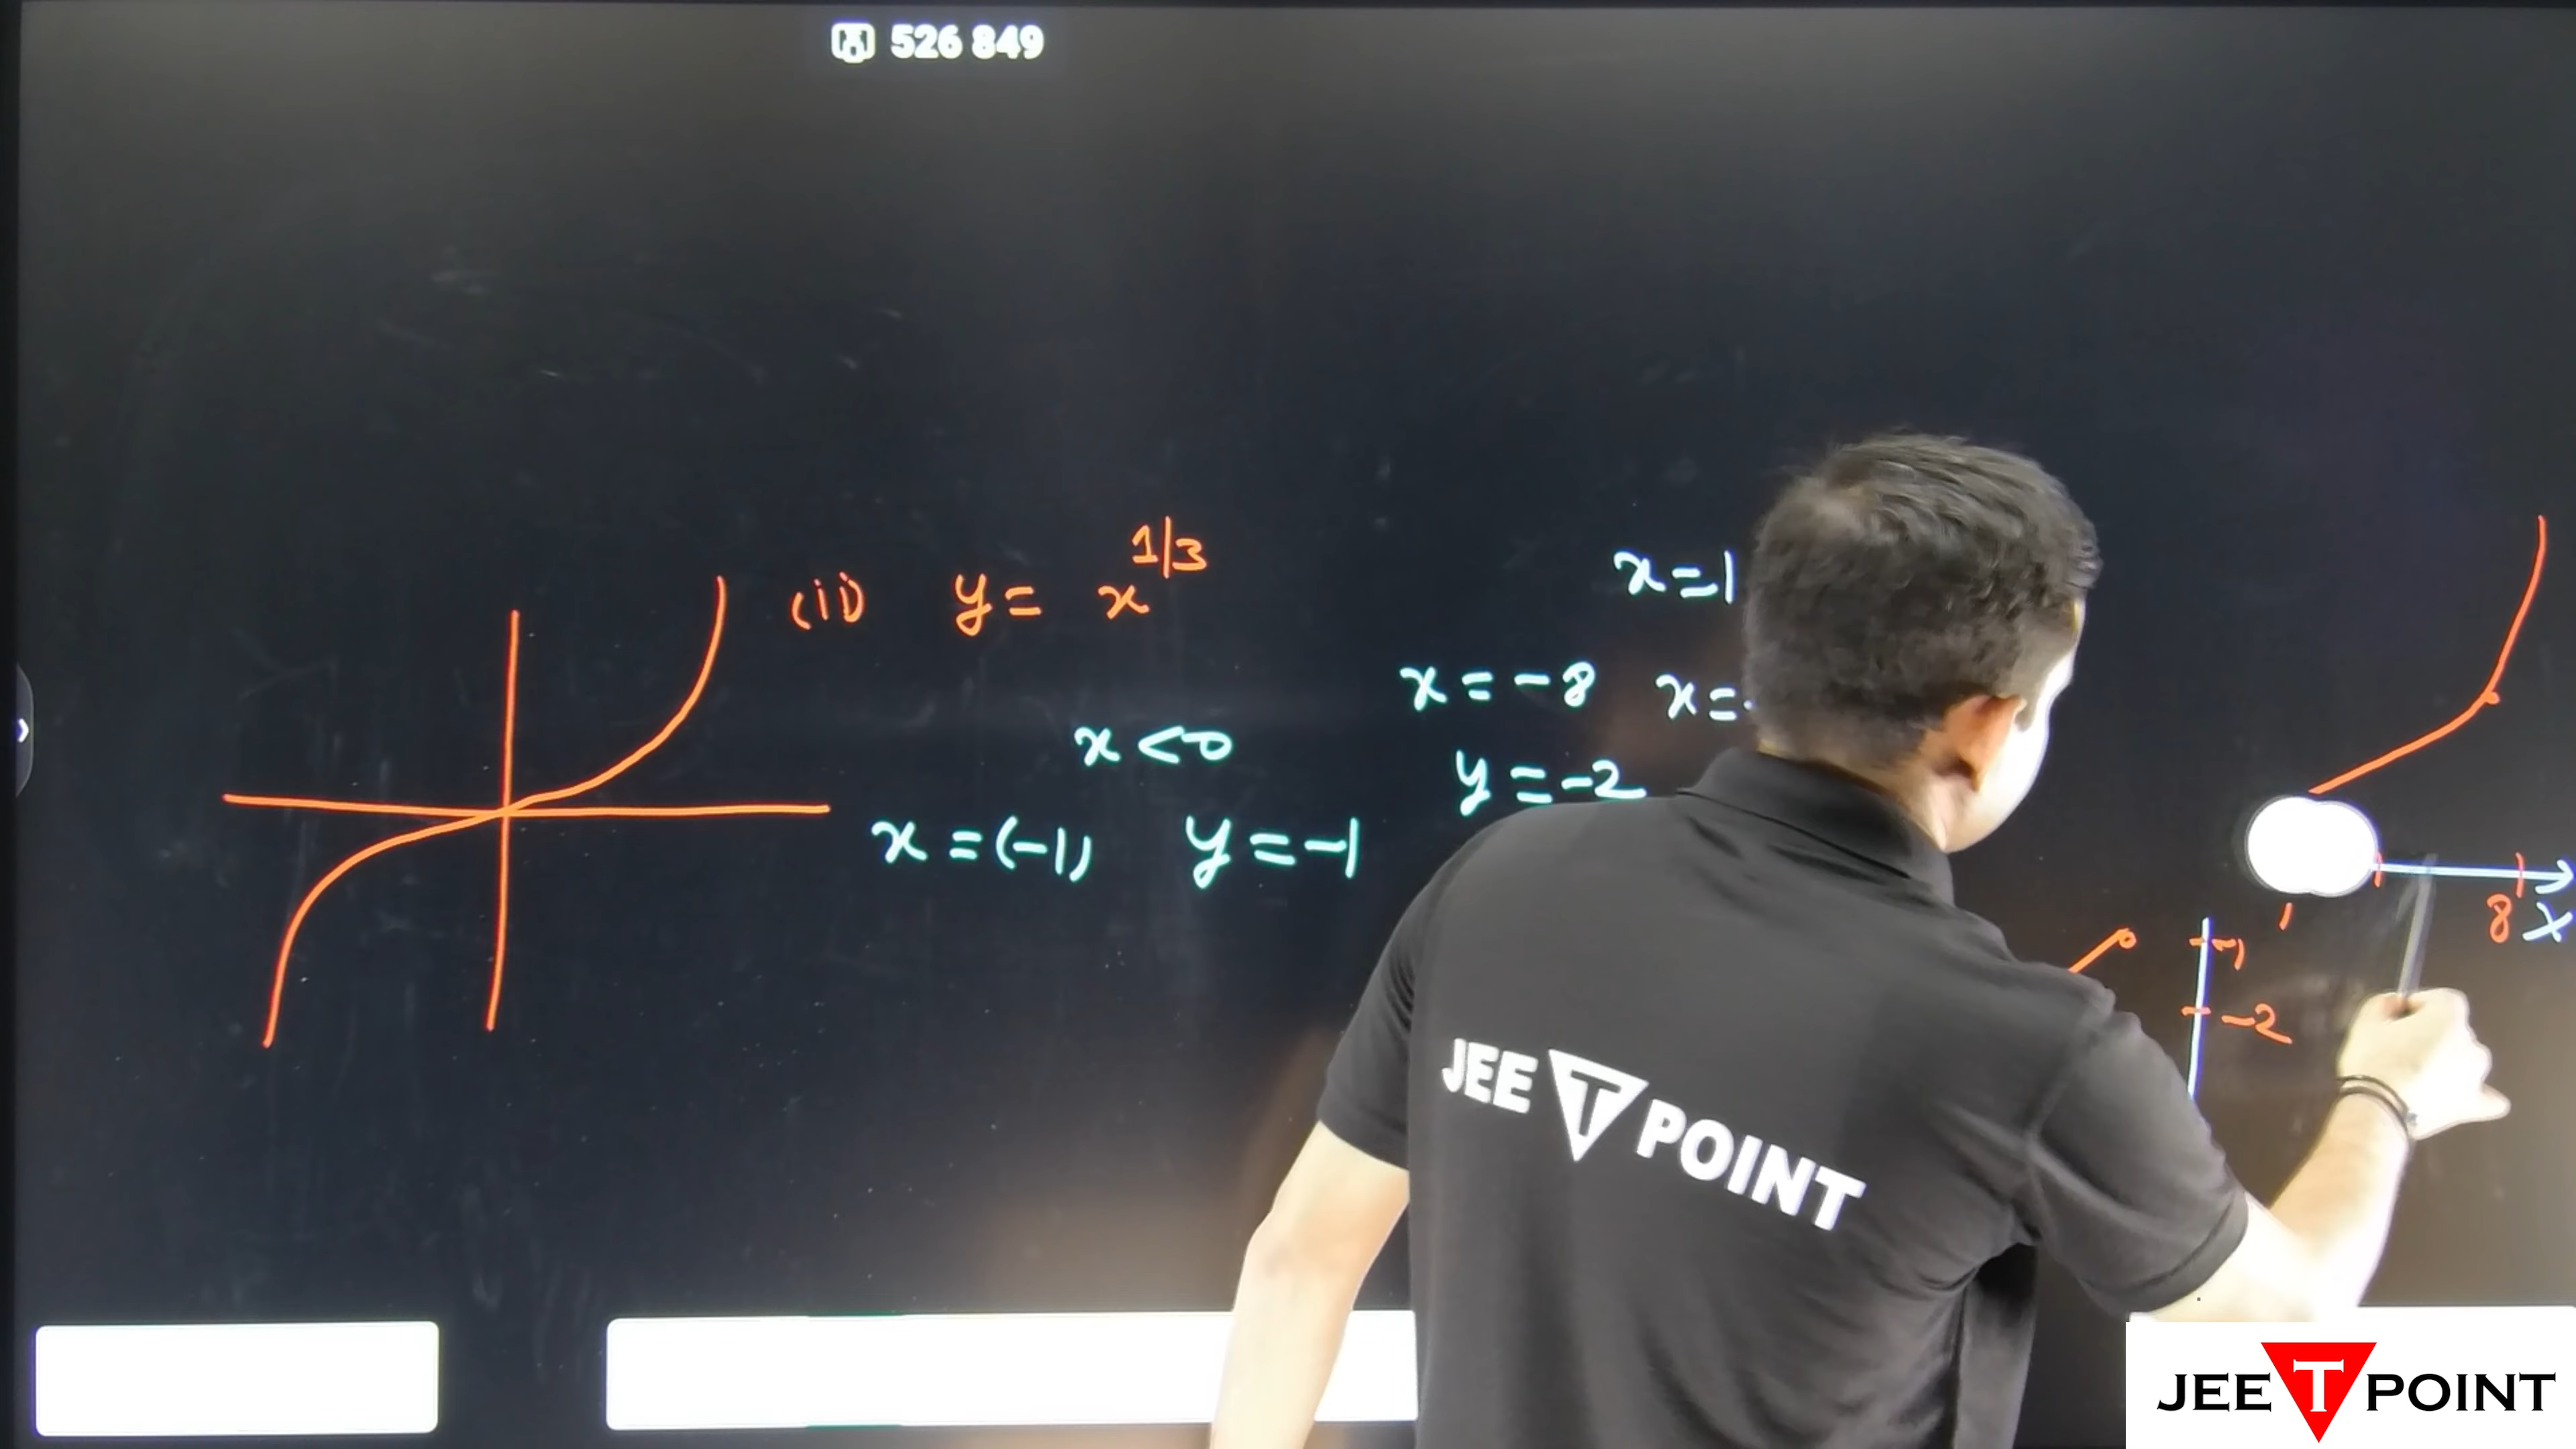 526 849
(ii) y = x^{1/3}
x=1
x = -8 x=
x<0
y = -2
x = (-1) y = -1
1
8 X
-1
-2
JEE T POINT
JEE T POINT